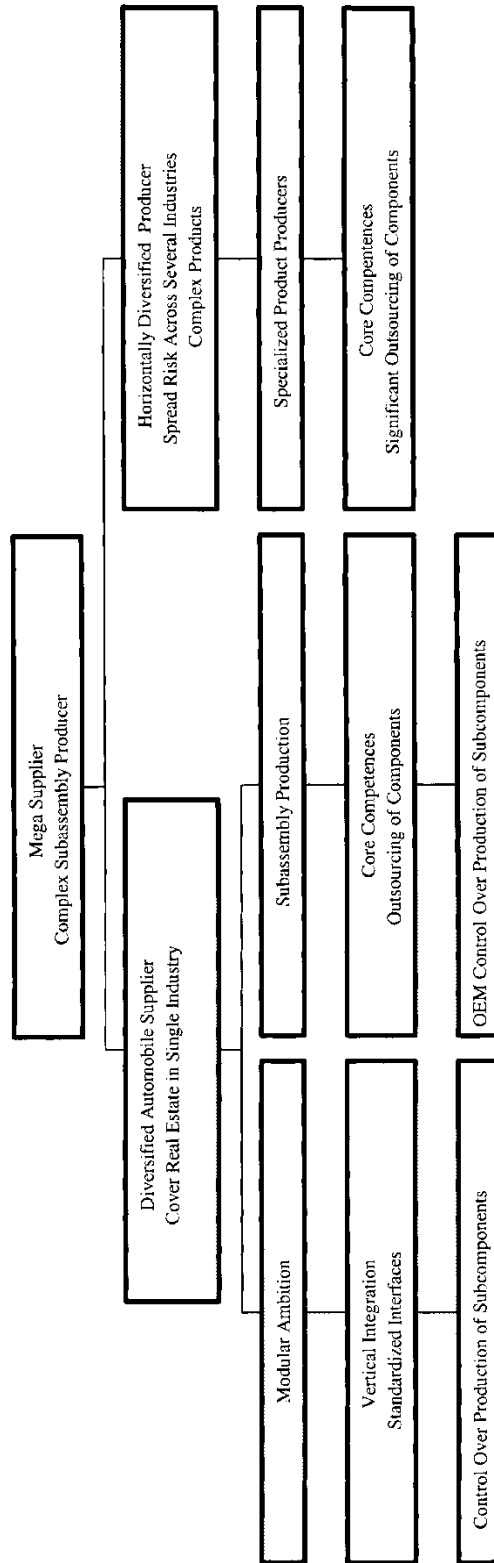 Mega Supplier
Complex Subassembly Producer
Diversified Automobile Supplier
Cover Real Estate in Single Industry
Horizontally Diversified Producer
Spread Risk Across Several Industries
Complex Products
Modular Ambition
Subassembly Production
Specialized Product Producers
Vertical Integration
Standardized Interfaces
Core Competences
Outsourcing of Components
Core Compentences
Significant Outsourcing of Components
Control Over Production of Subcomponents
OEM Control Over Production of Subcomponents